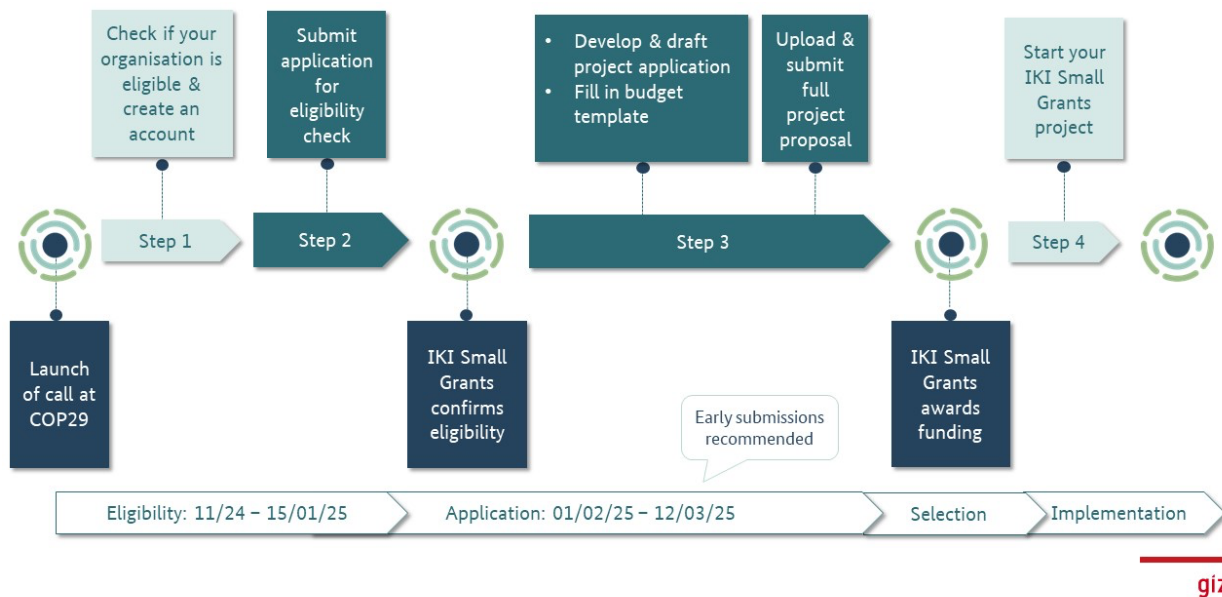 Check if your
organisation is
eligible &
create an
account
Submit
application
for
eligibility
check
• Develop & draft
project application
• Fill in budget
template
Upload &
submit
full
project
proposal
Start your
IKI Small
Grants
project
Step 1
Step 2
Step 3
Step 4
Launch
of call at
COP29
IKI Small
Grants
confirms
eligibility
Early submissions
recommended
IKI Small
Grants
awards
funding
Eligibility: 11/24 – 15/01/25
Application: 01/02/25 – 12/03/25
Selection
Implementation
giz